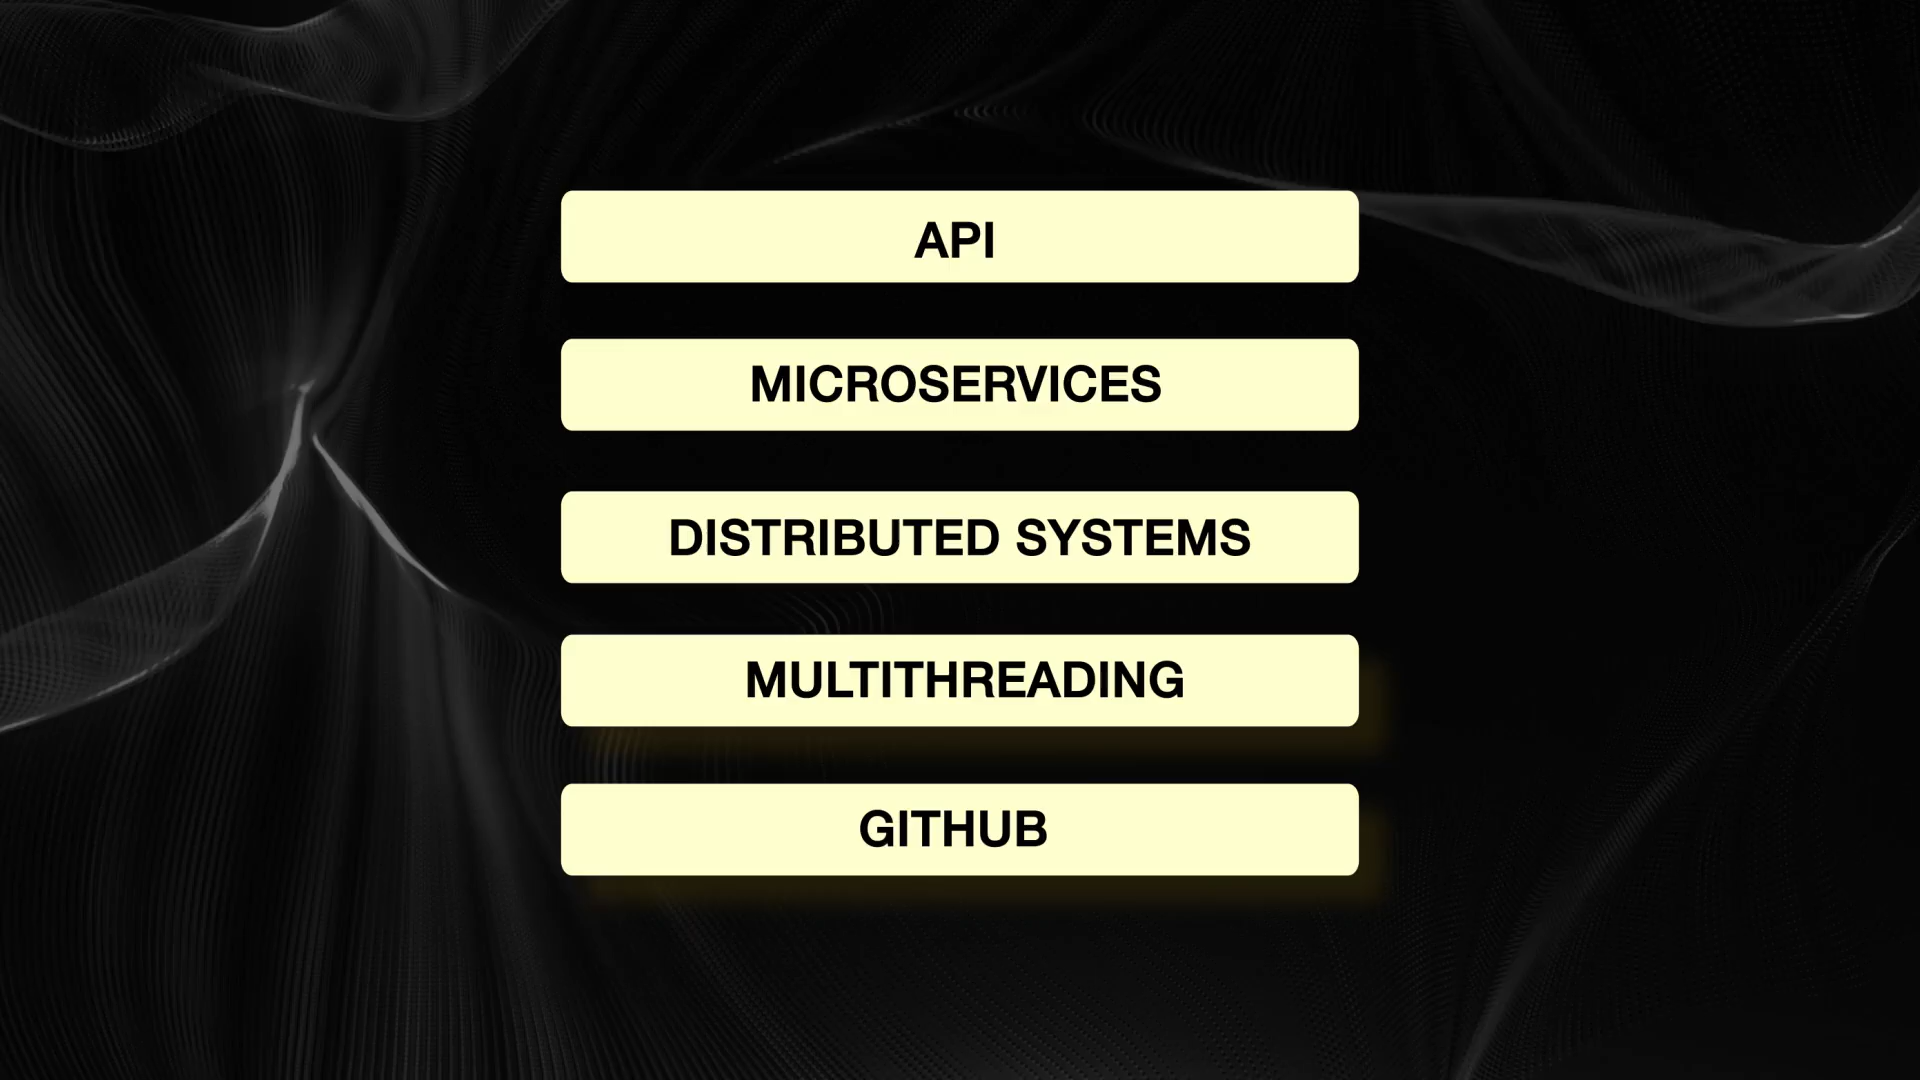 API
MICROSERVICES
DISTRIBUTED SYSTEMS
MULTITHREADING
GITHUB